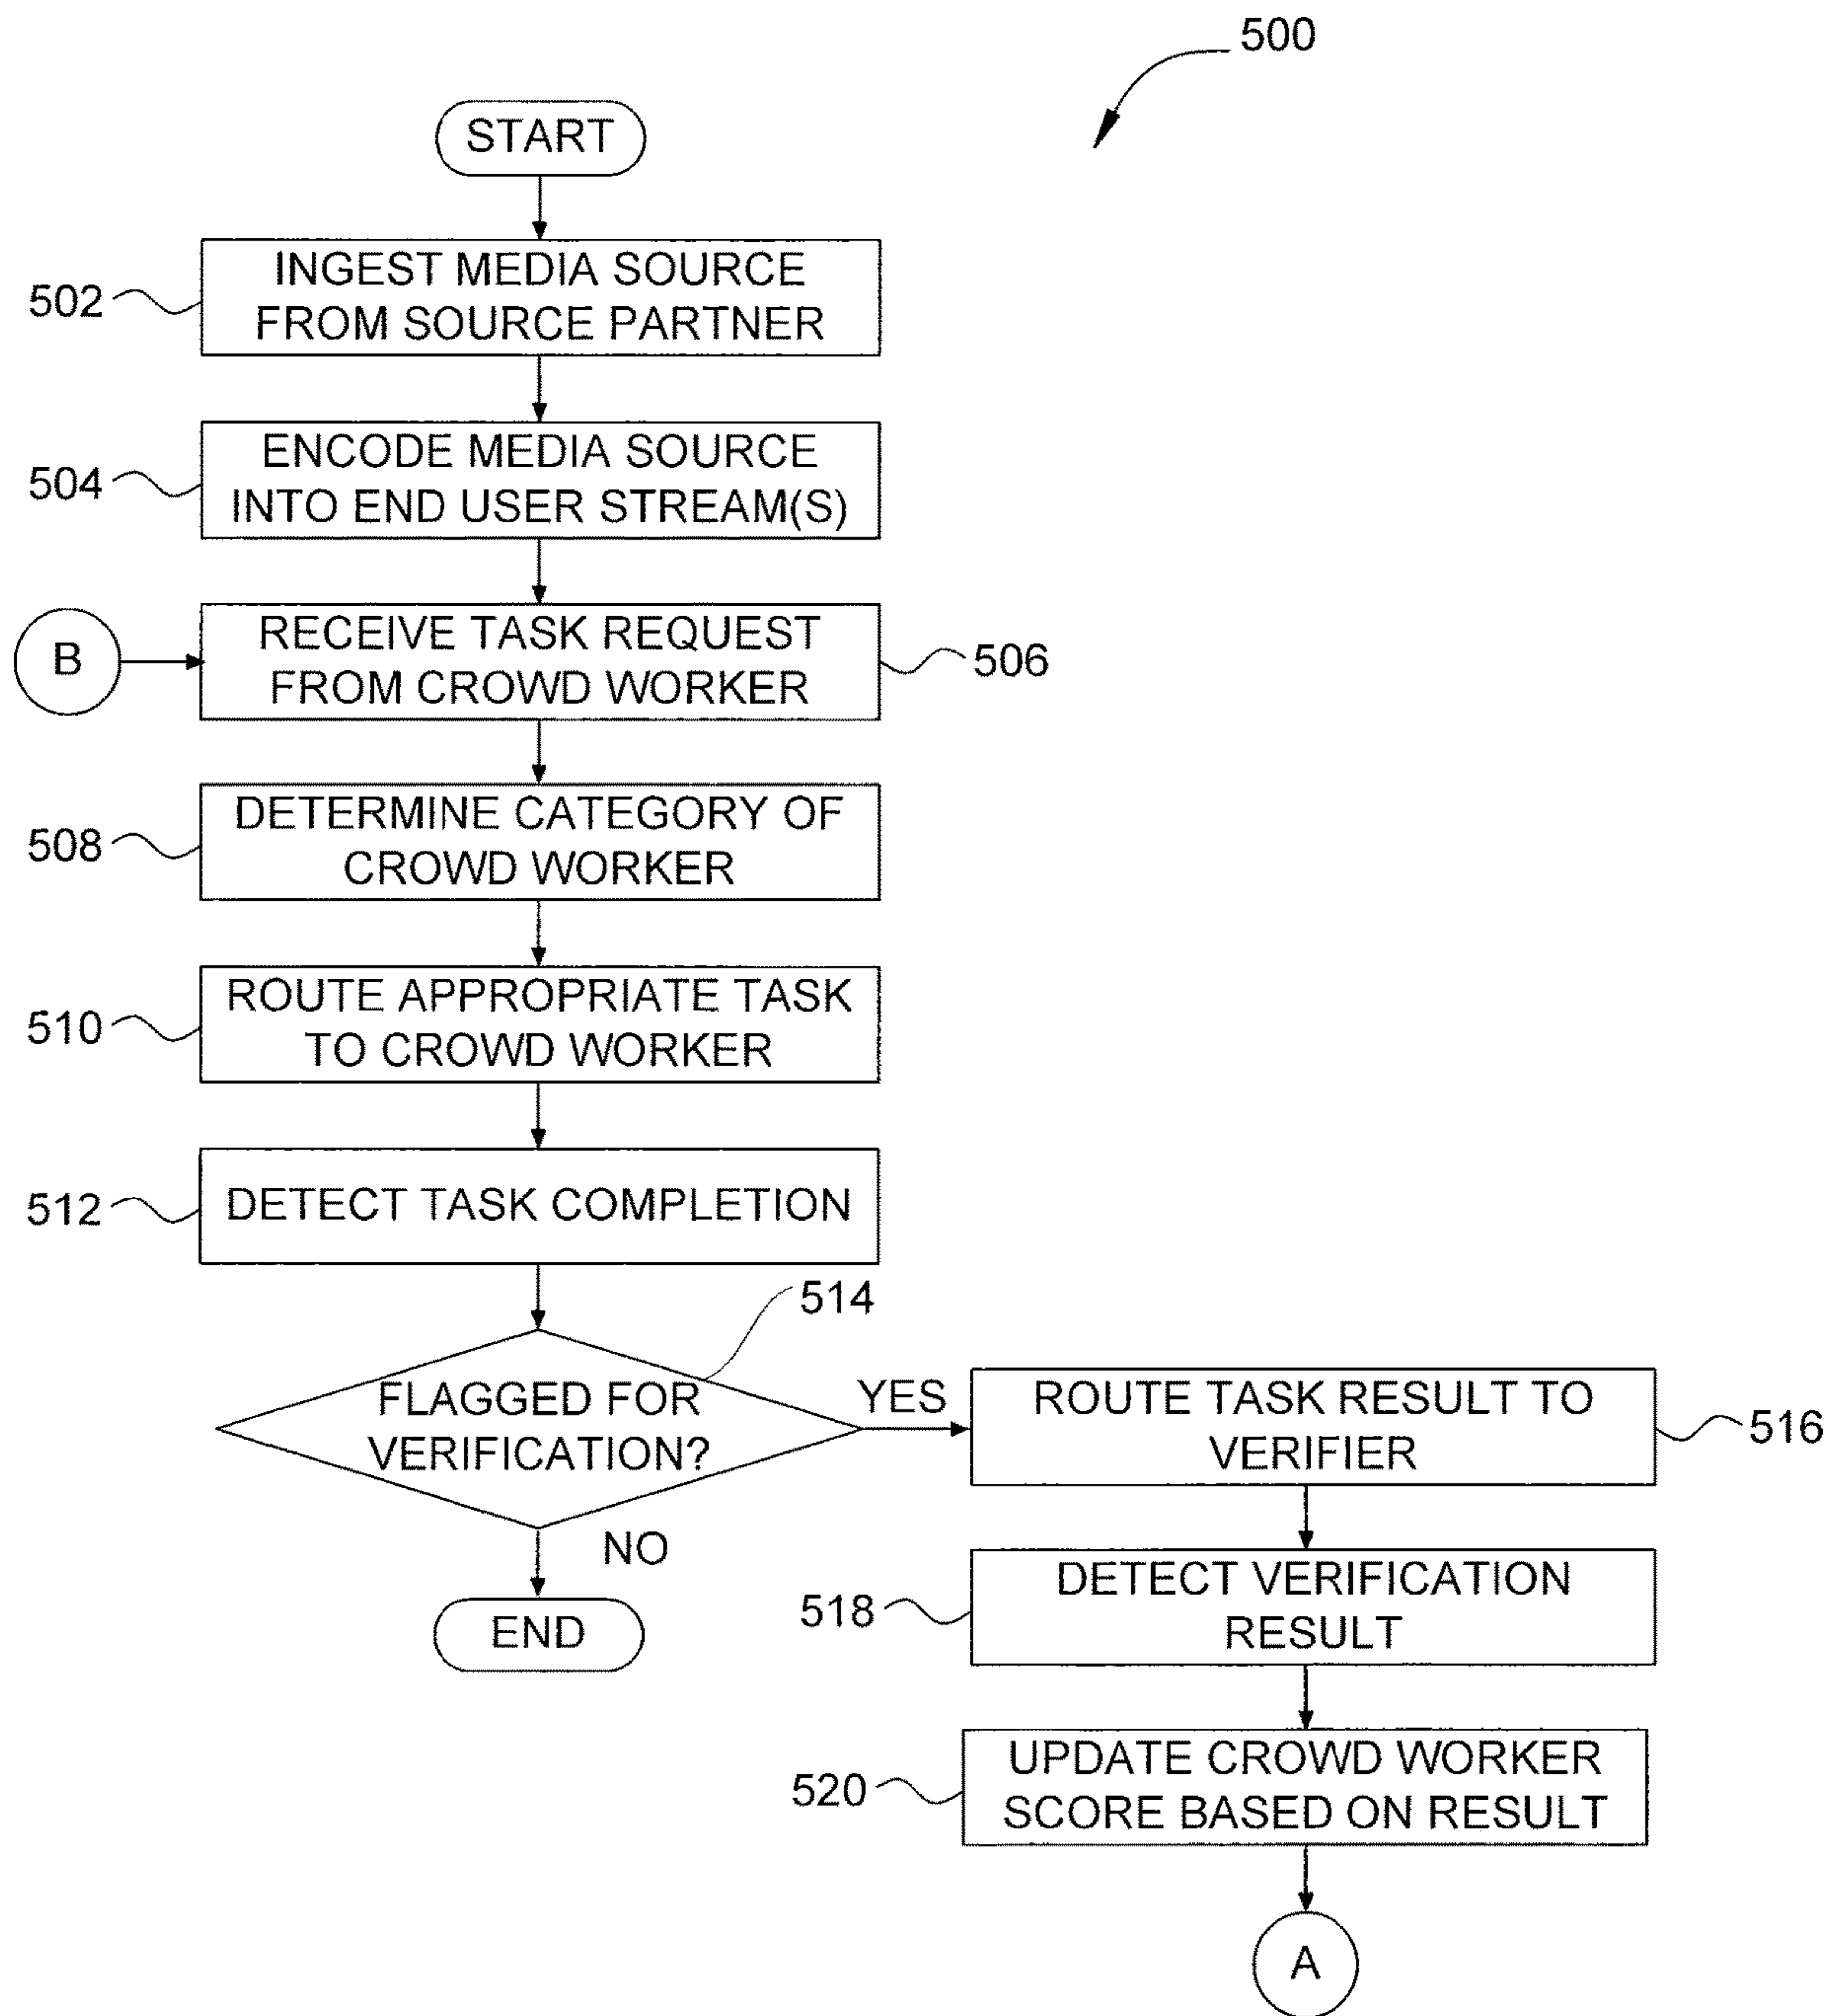 500
START
502
INGEST MEDIA SOURCE
FROM SOURCE PARTNER
504
ENCODE MEDIA SOURCE
INTO END USER STREAM(S)
B
RECEIVE TASK REQUEST
FROM CROWD WORKER
506
508
DETERMINE CATEGORY OF
CROWD WORKER
510
ROUTE APPROPRIATE TASK
TO CROWD WORKER
512
DETECT TASK COMPLETION
514
FLAGGED FOR
VERIFICATION?
YES
NO
END
ROUTE TASK RESULT TO
VERIFIER
516
518
DETECT VERIFICATION
RESULT
520
UPDATE CROWD WORKER
SCORE BASED ON RESULT
A